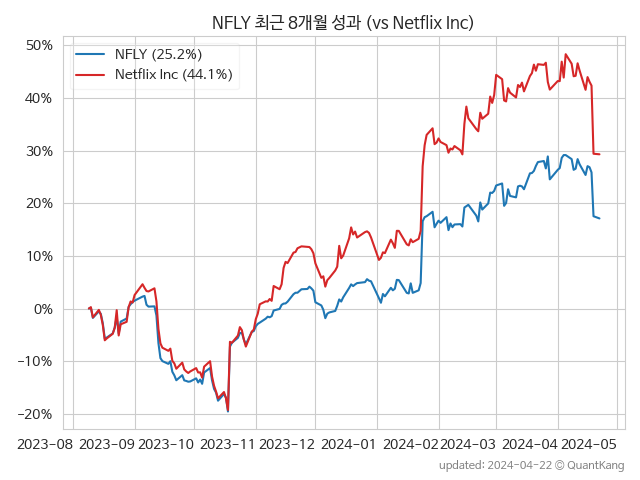 NFLY 최근 8개월 성과 (vs Netflix Inc)
NFLY (25.2%)
Netflix Inc (44.1%)
50%
40%
30%
20%
10%
0%
−10%
−20%
2023-08 2023-09 2023-10 2023-11 2023-12 2024-01 2024-02 2024-03 2024-04 2024-05
updated: 2024-04-22 © QuantKang